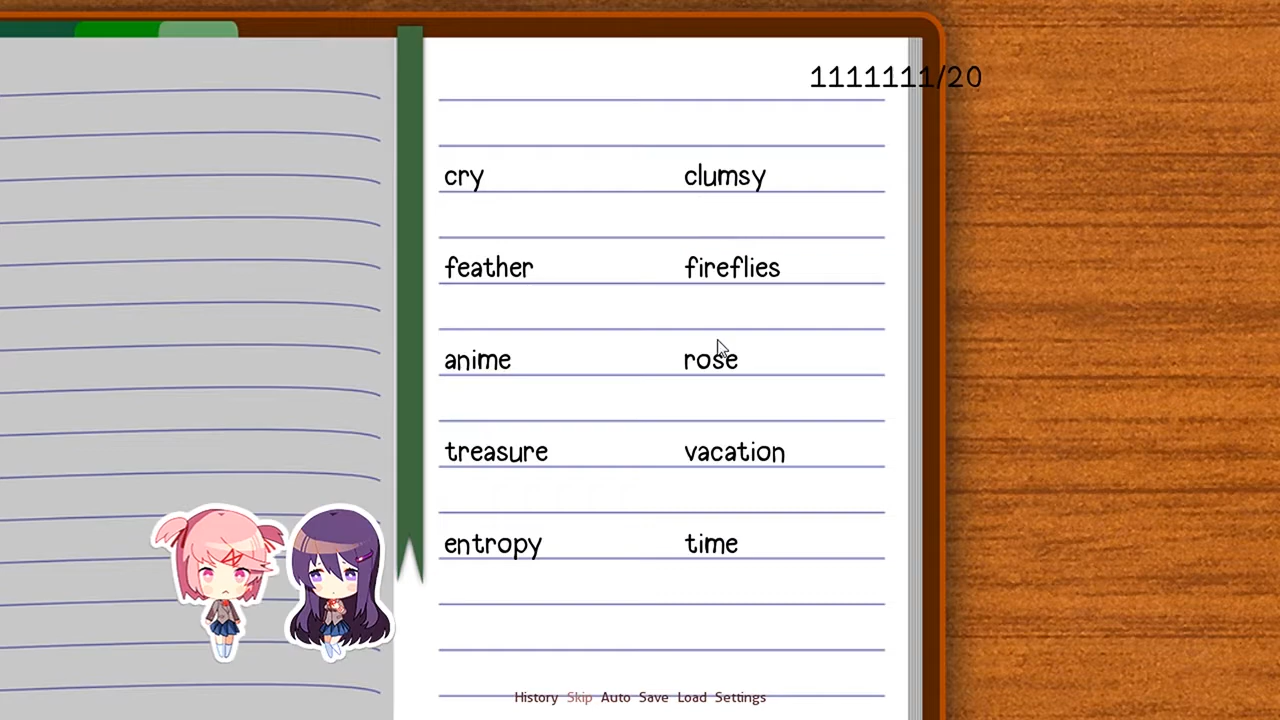 1111111/20
cry clumsy
feather fireflies
anime rose
treasure vacation
entropy time
History Skip Auto Save Load Settings